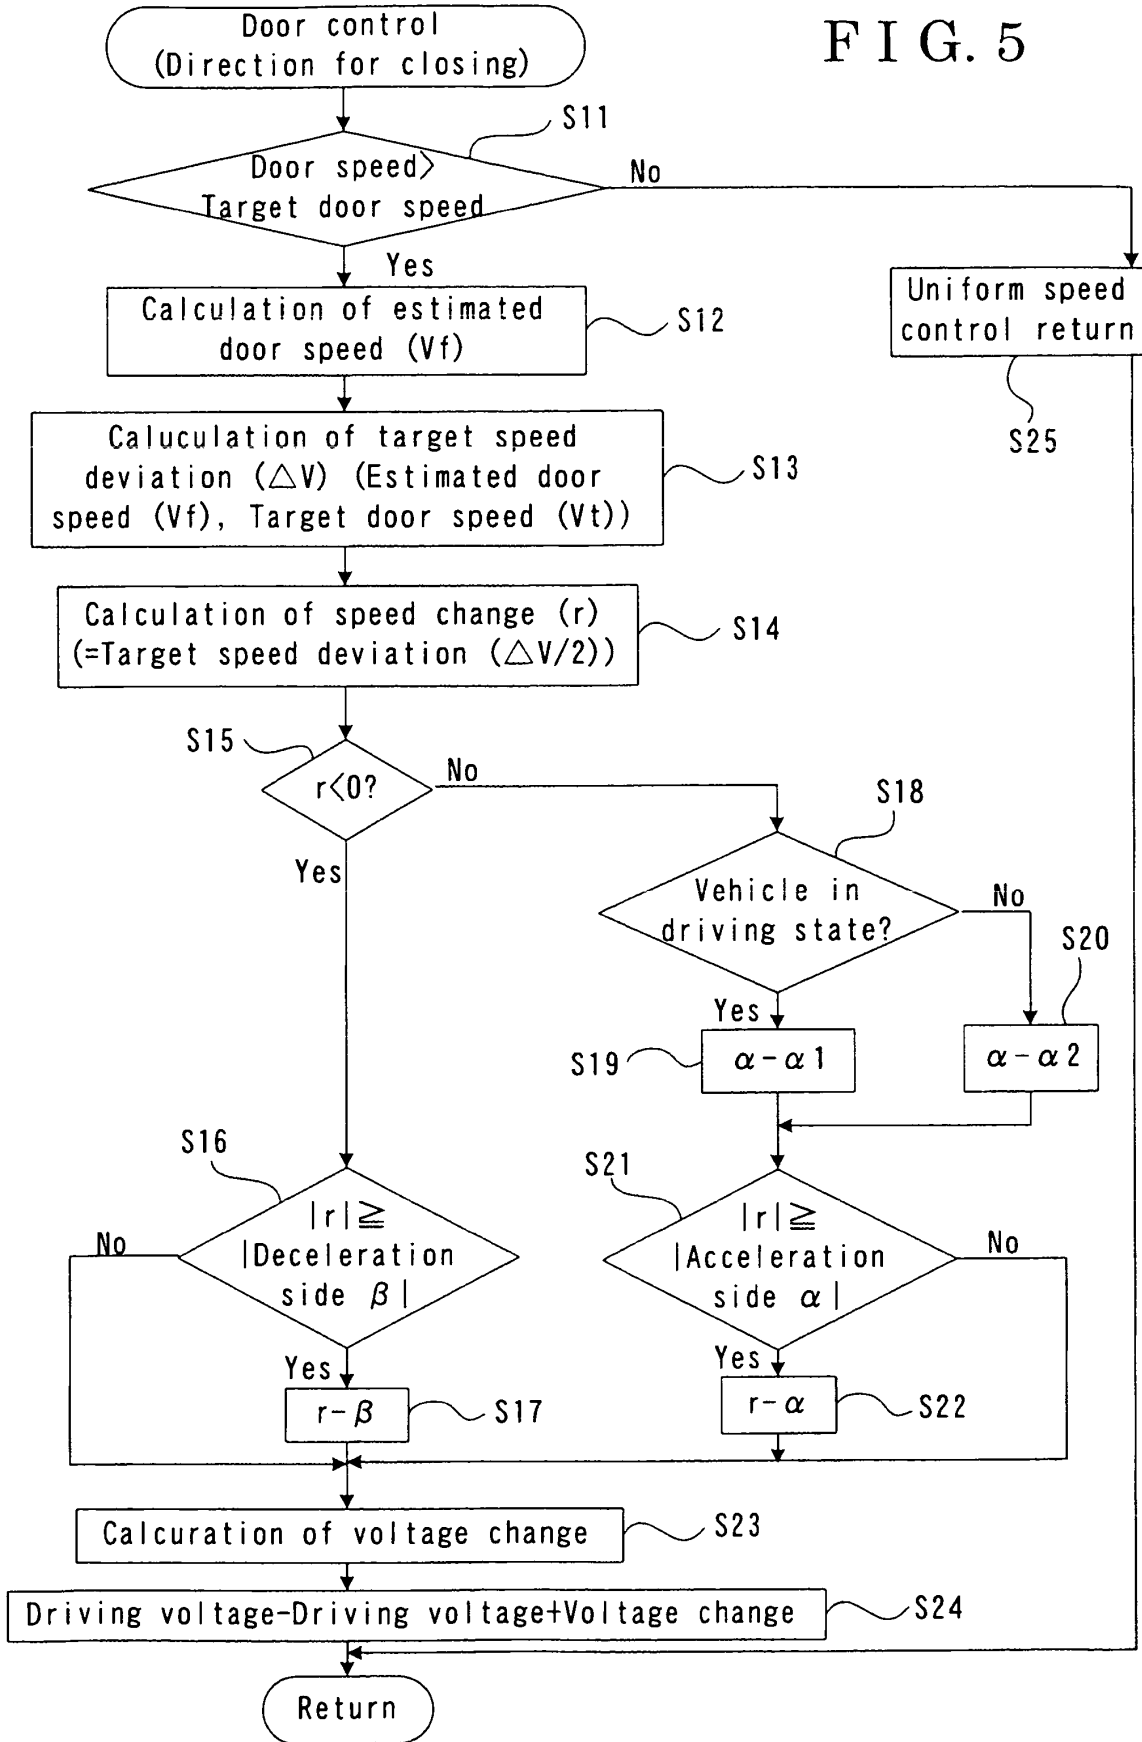 Door control
(Direction for closing)
F I G. 5
S11
Door speed>
Target door speed
No
Yes
Calculation of estimated
door speed (Vf)
S12
Uniform speed
control return
S25
Caluculation of target speed
deviation (△V) (Estimated door
speed (Vf), Target door speed (Vt))
S13
Calculation of speed change (r)
(=Target speed deviation (△V/2))
S14
S15
r<0?
No
Yes
S18
Vehicle in
driving state?
No
Yes
S20
S19
α-α1
α-α2
S16
|r|≧
|Deceleration
side β|
No
Yes
S21
|r|≧
|Acceleration
side α|
No
Yes
r-β
S17
r-α
S22
Calcuration of voltage change
S23
Driving voltage-Driving voltage+Voltage change
S24
Return